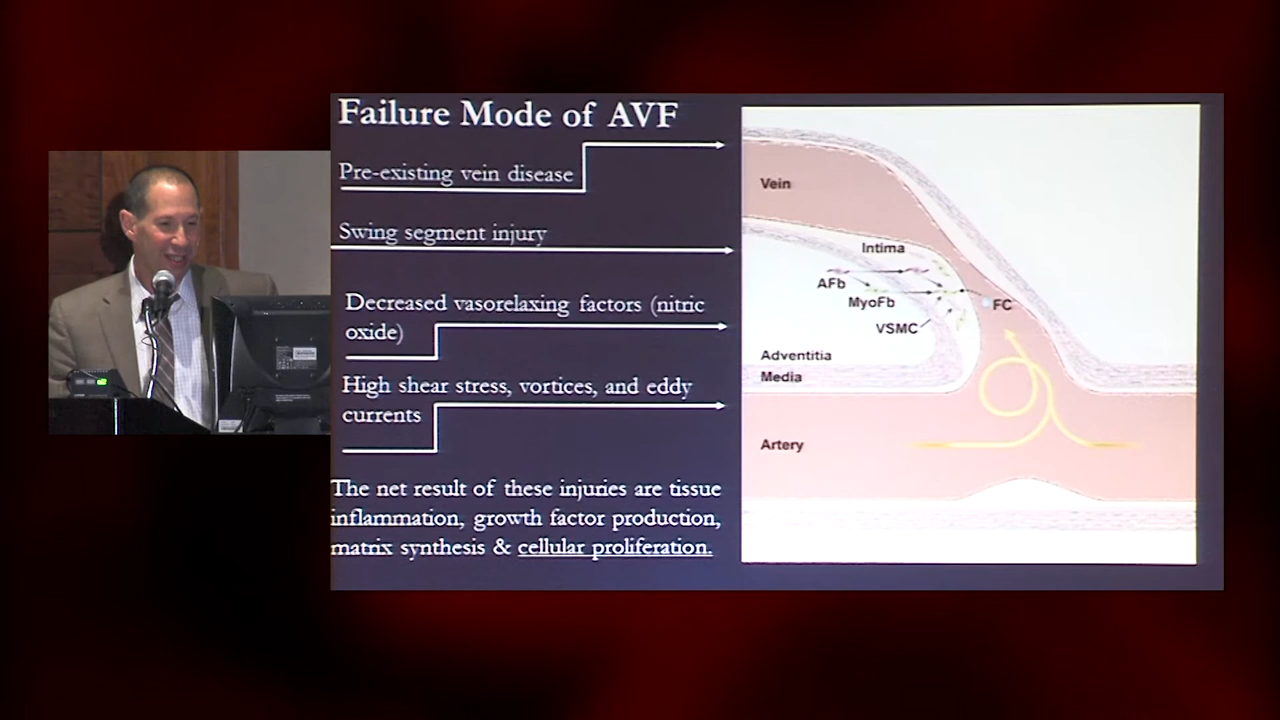 Failure Mode of AVF
Pre-existing vein disease
Swing segment injury
Decreased vasorelaxing factors (nitric
oxide)
High shear stress, vortices, and eddy
currents
The net result of these injuries are tissue
inflammation, growth factor production,
matrix synthesis & cellular proliferation.
Vein
Intima
AFb
MyoFb
FC
VSMC
Adventitia
Media
Artery